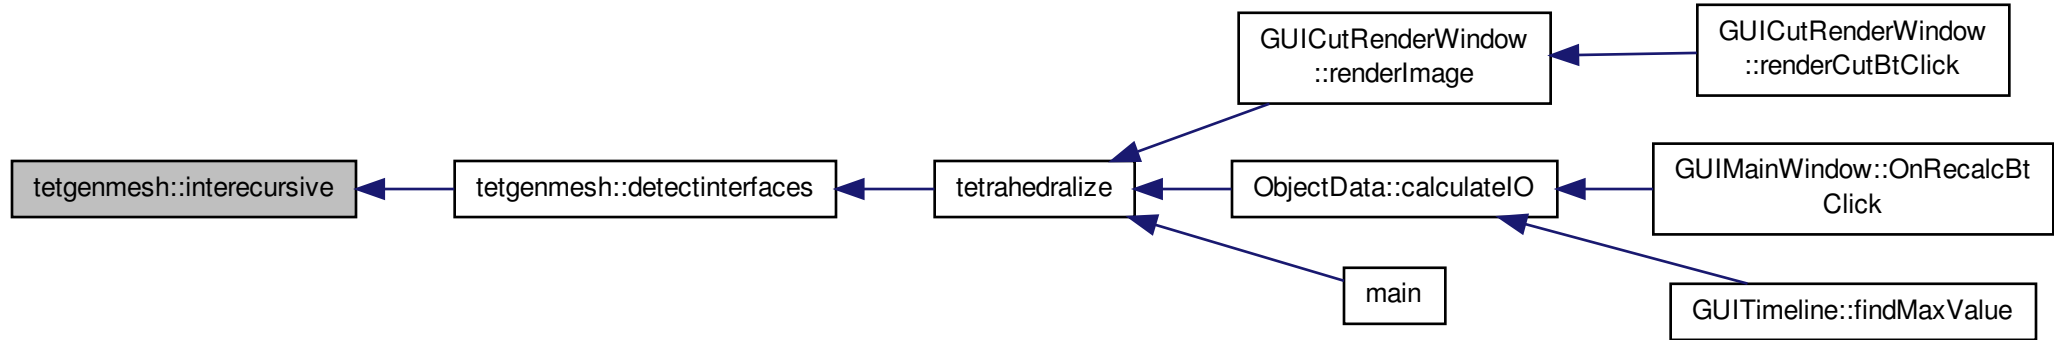 tetgenmesh::interecursive
tetgenmesh::detectinterfaces
tetrahedralize
GUICutRenderWindow
::renderImage
GUICutRenderWindow
::renderCutBtClick
ObjectData::calculateIO
GUIMainWindow::OnRecalcBt
Click
GUITimeline::findMaxValue
main